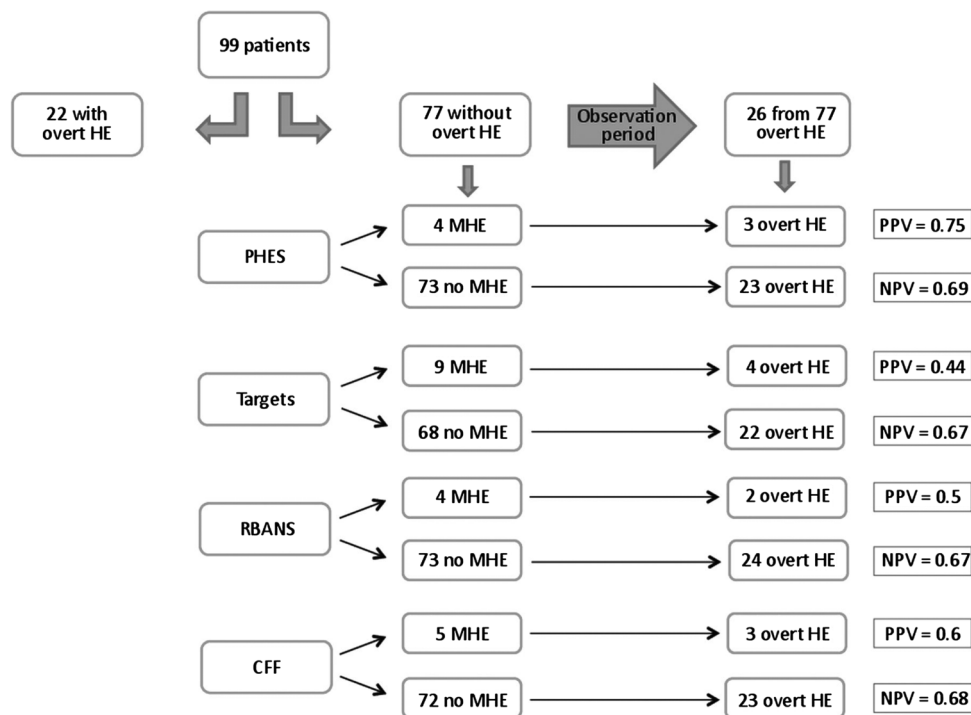 99 patients
22 with
overt HE
77 without
overt HE
Observation
period
26 from 77
overt HE
PHES
4 MHE
3 overt HE
PPV = 0.75
73 no MHE
23 overt HE
NPV = 0.69
Targets
9 MHE
4 overt HE
PPV = 0.44
68 no MHE
22 overt HE
NPV = 0.67
RBANS
4 MHE
2 overt HE
PPV = 0.5
73 no MHE
24 overt HE
NPV = 0.67
CFF
5 MHE
3 overt HE
PPV = 0.6
72 no MHE
23 overt HE
NPV = 0.68